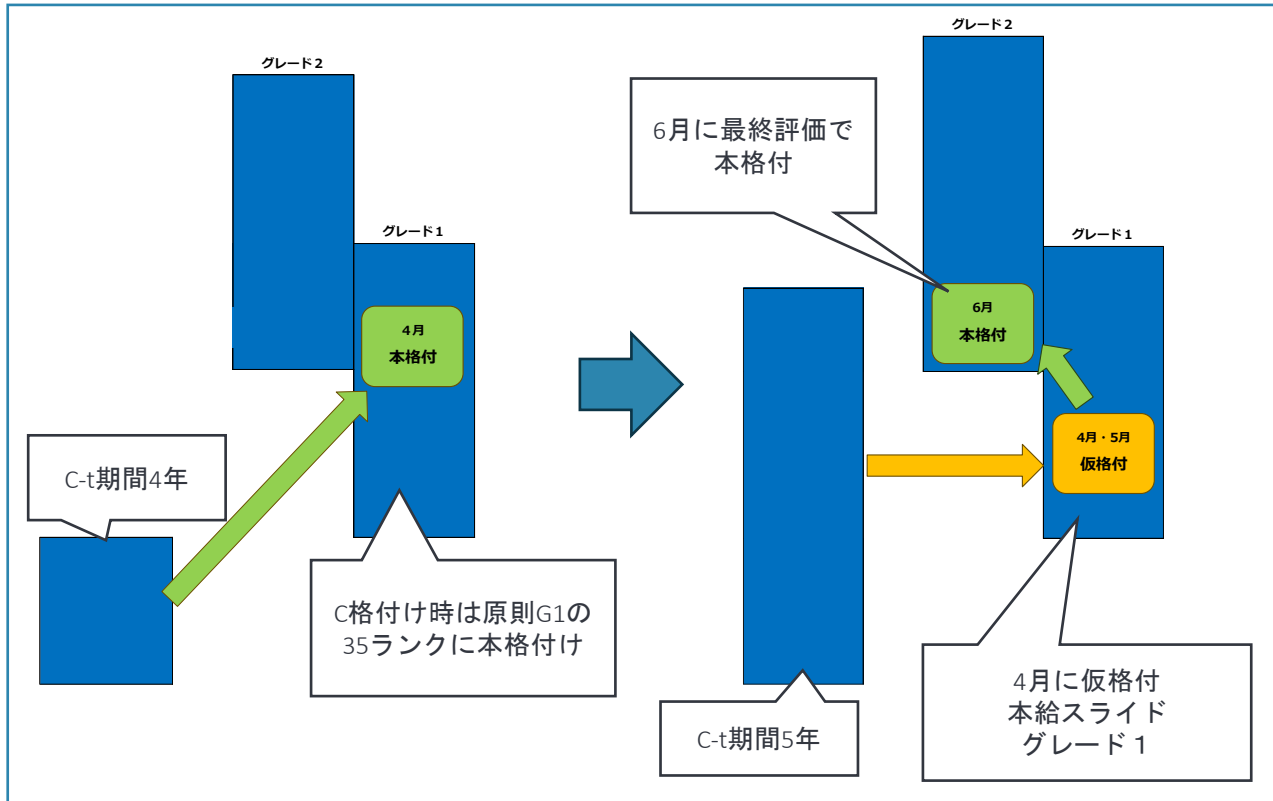 グレード2
グレード1
4月
本格付
C-t期間4年
C格付け時は原則G1の
35ランクに本格付け
グレード2
6月に最終評価で
本格付
グレード1
6月
本格付
4月・5月
仮格付
C-t期間5年
4月に仮格付
本給スライド
グレード１